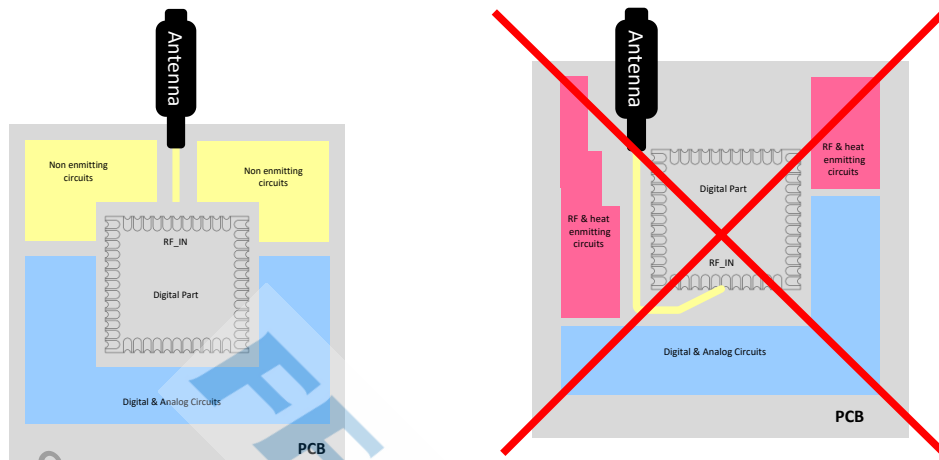 Antenna
Non enmitting
circuits
Non enmitting
circuits
RF_IN
Digital Part
Digital & Analog Circuits
PCB
Antenna
RF & heat
enmitting
circuits
Digital Part
RF & heat
enmitting
circuits
RF_IN
Digital & Analog Circuits
PCB